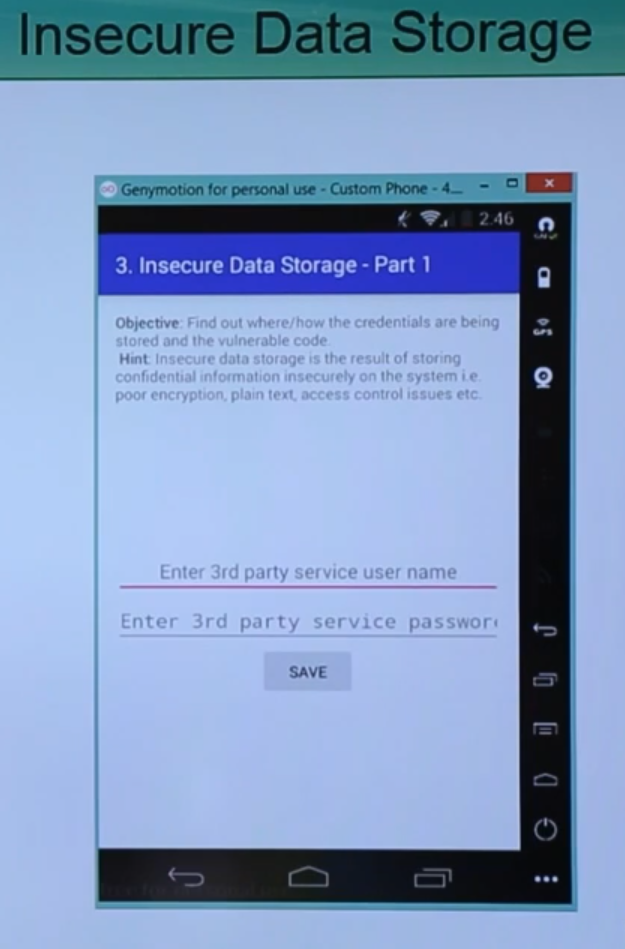 Insecure Data Storage
Genymotion for personal use - Custom Phone - 4...
2:46
3. Insecure Data Storage - Part 1
Objective: Find out where/how the credentials are being
stored and the vulnerable code.
Hint: Insecure data storage is the result of storing
confidential information insecurely on the system i.e.
poor encryption, plain text, access control issues etc.
GPS
Enter 3rd party service user name
Enter 3rd party service passwor
SAVE